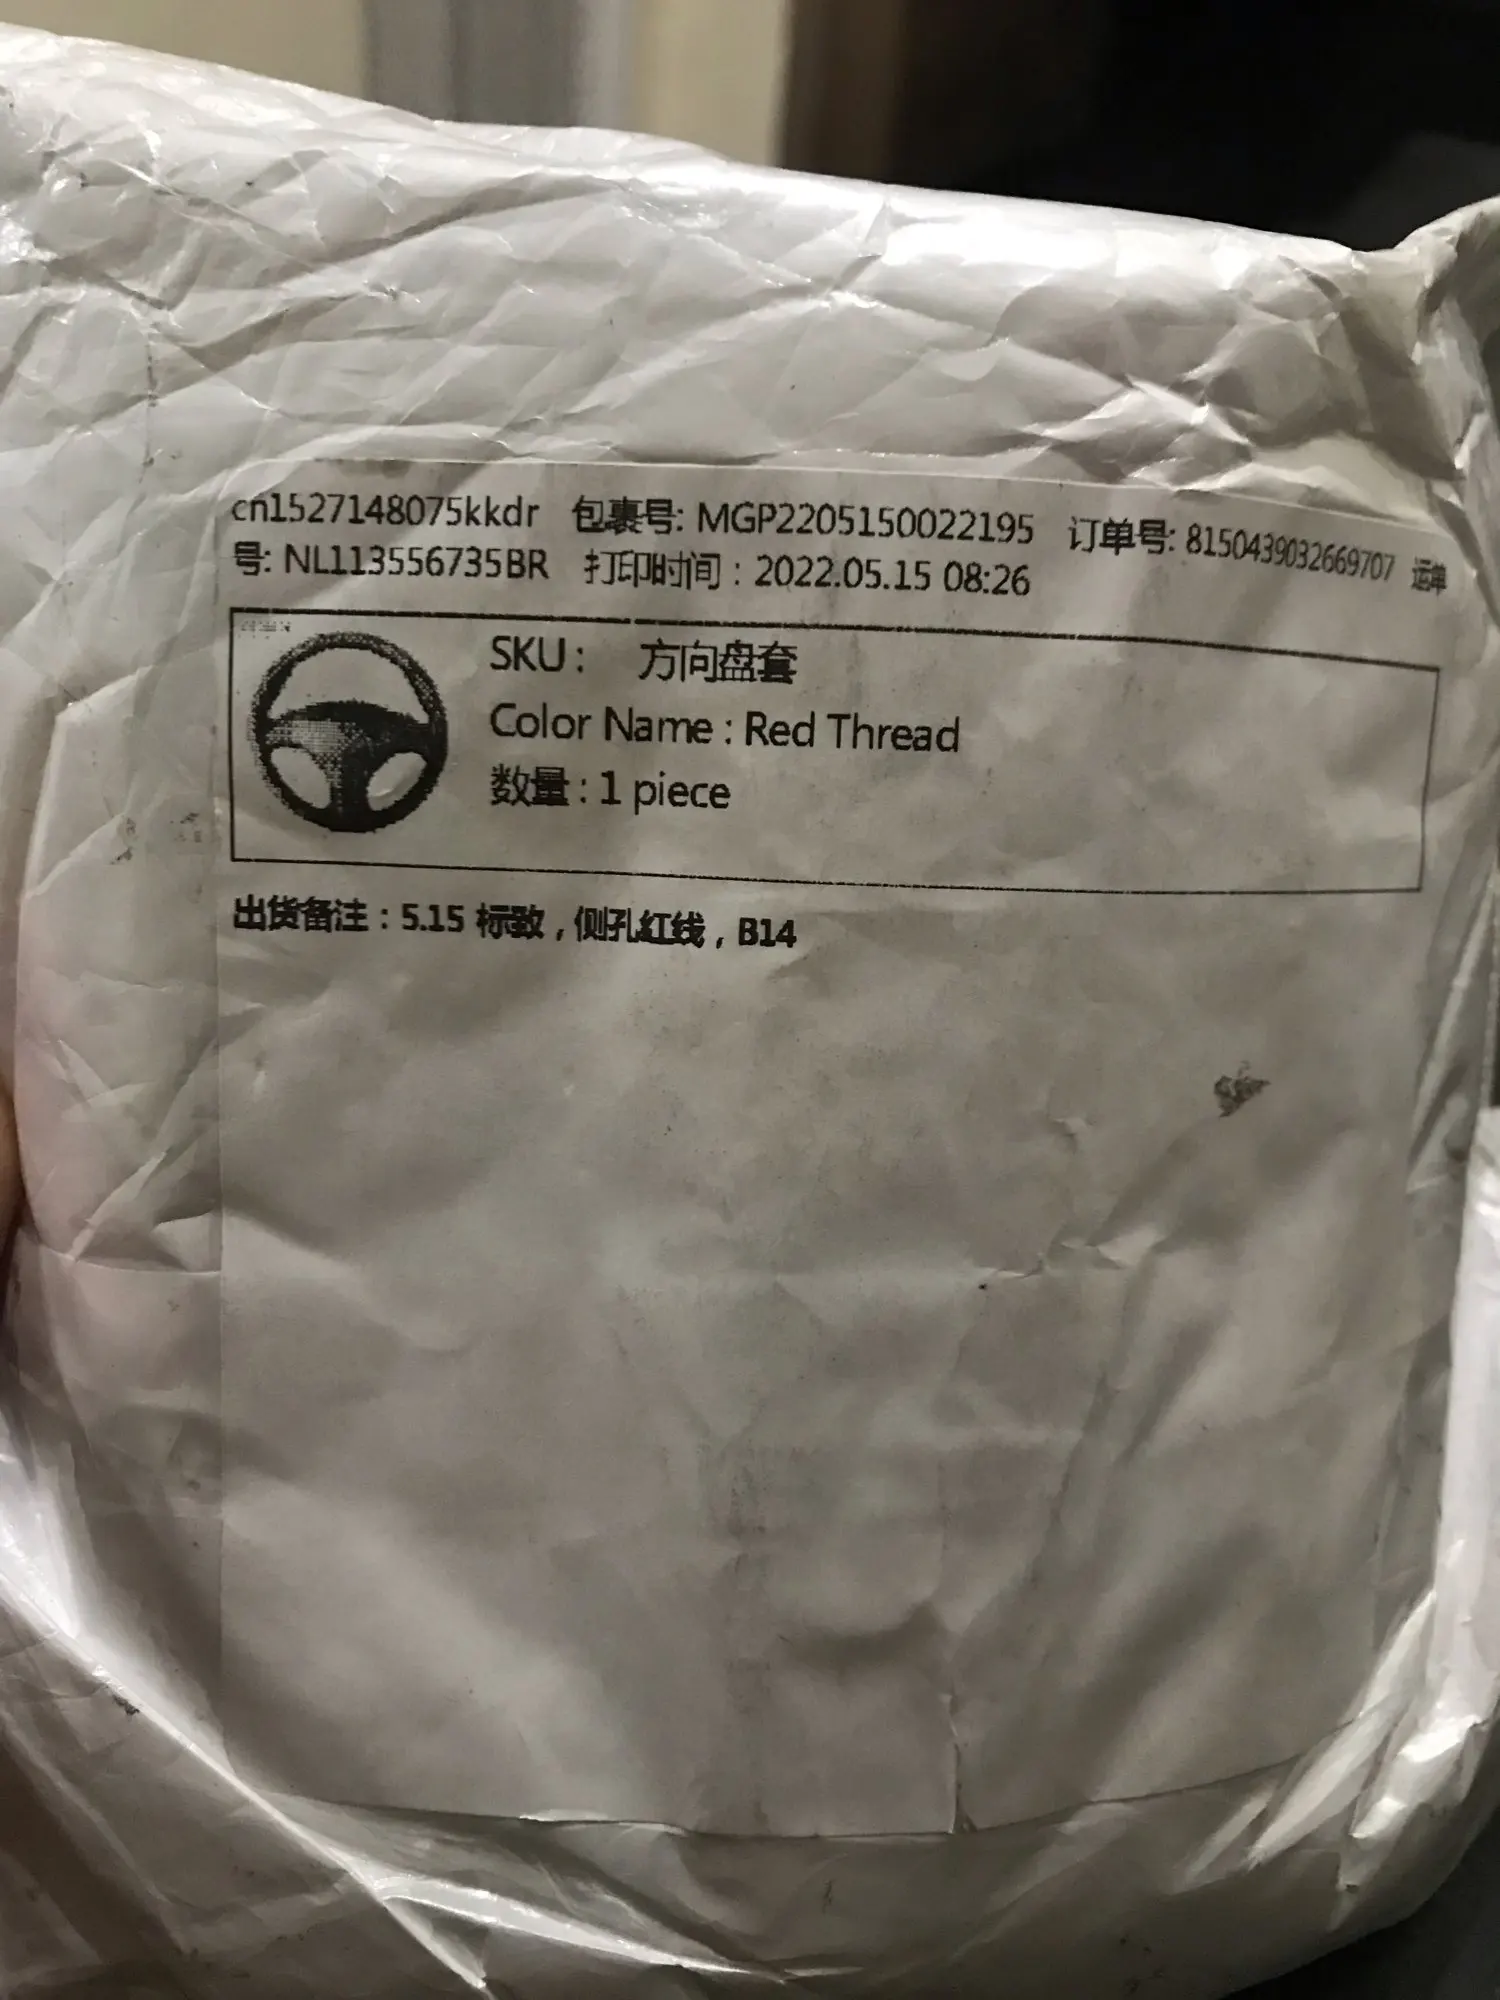 cn1527148075kkdr 包裹号: MGP2205150022195 订单号: 8150439032669707 运单
号: NL113556735BR 打印时间 : 2022.05.15 08:26
SKU : 方向盘套
Color Name : Red Thread
数量 : 1 piece
出货备注 : 5.15 标致 , 侧孔红线 , B14